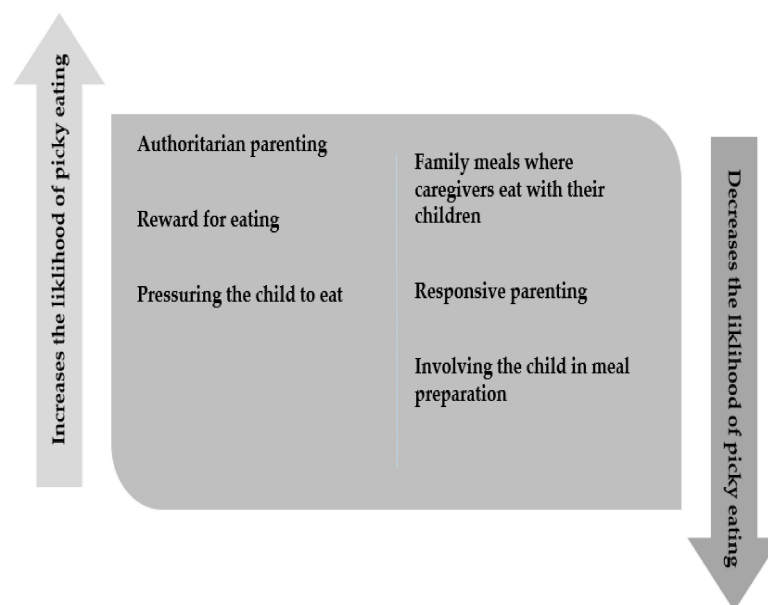 Increases the liklihood of picky eating
Authoritarian parenting
Reward for eating
Pressuring the child to eat
Family meals where
caregivers eat with their
children
Responsive parenting
Involving the child in meal
preparation
Decreases the liklihood of picky eating